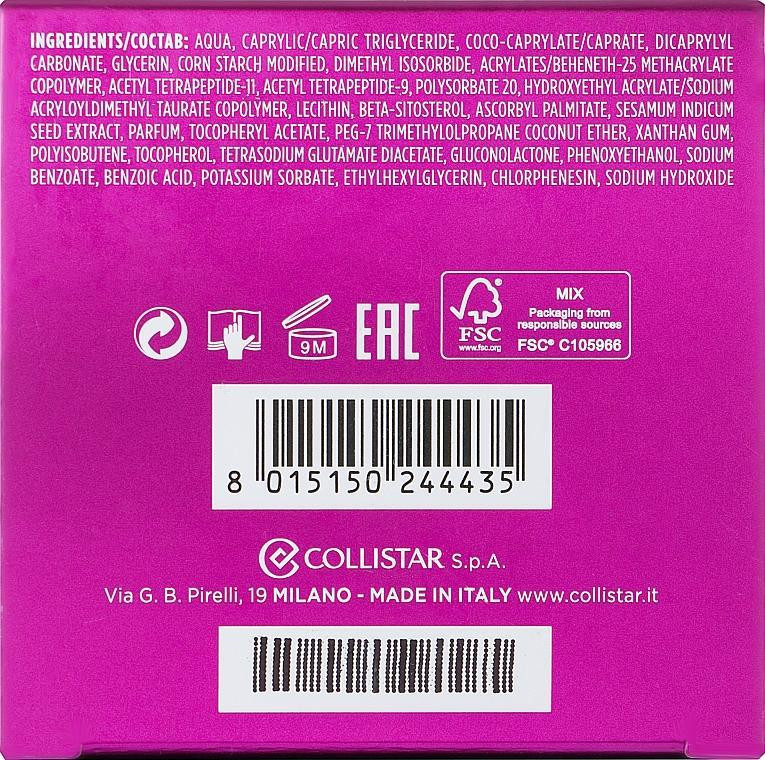 INGREDIENTS/СОСТАВ: AQUA, CAPRYLIC/CAPRIC TRIGLYCERIDE, COCO-CAPRYLATE/CAPRATE, DICAPRYLYL
CARBONATE, GLYCERIN, CORN STARCH MODIFIED, DIMETHYL ISOSORBIDE, ACRYLATES/BEHENETH-25 METHACRYLATE
COPOLYMER, ACETYL TETRAPEPTIDE-11, ACETYL TETRAPEPTIDE-9, POLYSORBATE 20, HYDROXYETHYL ACRYLATE/SODIUM
ACRYLOYLDIMETHYL TAURATE COPOLYMER, LECITHIN, BETA-SITOSTEROL, ASCORBYL PALMITATE, SESAMUM INDICUM
SEED EXTRACT, PARFUM, TOCOPHERYL ACETATE, PEG-7 TRIMETHYLOLPROPANE COCONUT ETHER, XANTHAN GUM,
POLYISOBUTENE, TOCOPHEROL, TETRASODIUM GLUTAMATE DIACETATE, GLUCONOLACTONE, PHENOXYETHANOL, SODIUM
BENZOATE, BENZOIC ACID, POTASSIUM SORBATE, ETHYLHEXYLGLYCERIN, CHLORPHENESIN, SODIUM HYDROXIDE
9M
EAC
FSC
www.fsc.org
MIX
Packaging from
responsible sources
FSC® C105966
8 015150 244435
COLLISTAR S.p.A.
Via G. B. Pirelli, 19 MILANO - MADE IN ITALY www.collistar.it